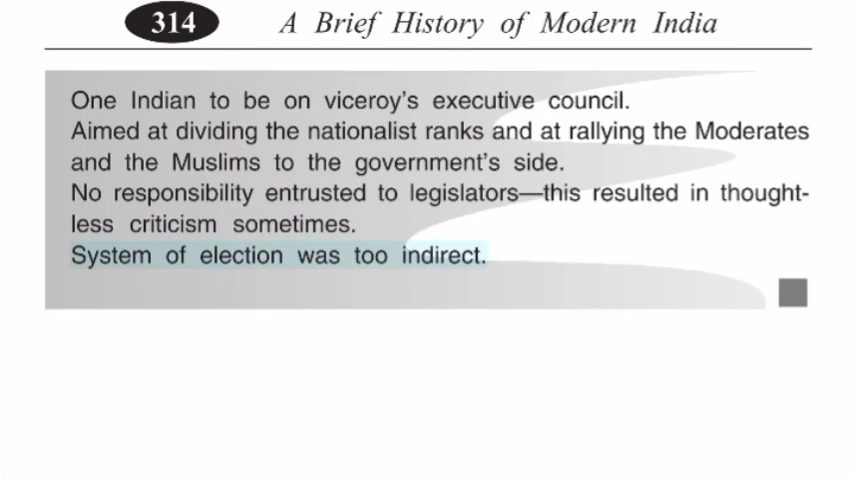 314 A Brief History of Modern India
One Indian to be on viceroy's executive council.
Aimed at dividing the nationalist ranks and at rallying the Moderates
and the Muslims to the government's side.
No responsibility entrusted to legislators—this resulted in thought-
less criticism sometimes.
System of election was too indirect.